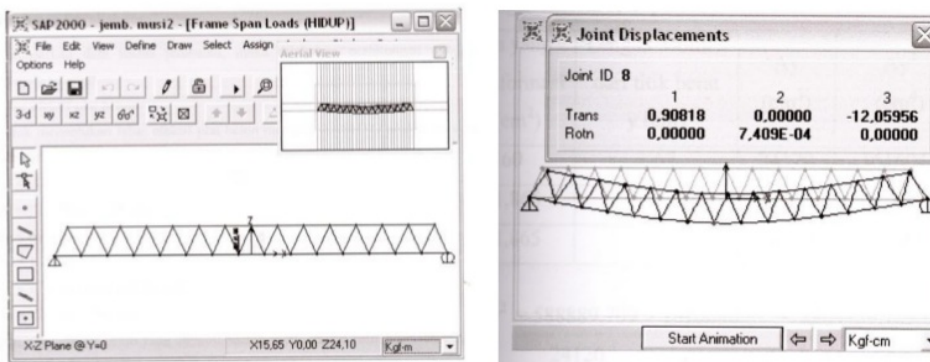 SAP2000 - jemb. musi2 - [Frame Span Loads (HIDUP)]
File Edit View Define Draw Select Assign
Options Help
Aerial View
3-d xy xz yz 6d°
X-Z Plane @ Y=0
X15,65 Y0,00 Z24,10
Kgf-m
Joint Displacements
Joint ID 8
1 2 3
Trans 0,90818 0,00000 -12,05956
Rotn 0,00000 7,409E-04 0,00000
Start Animation
Kgf-cm